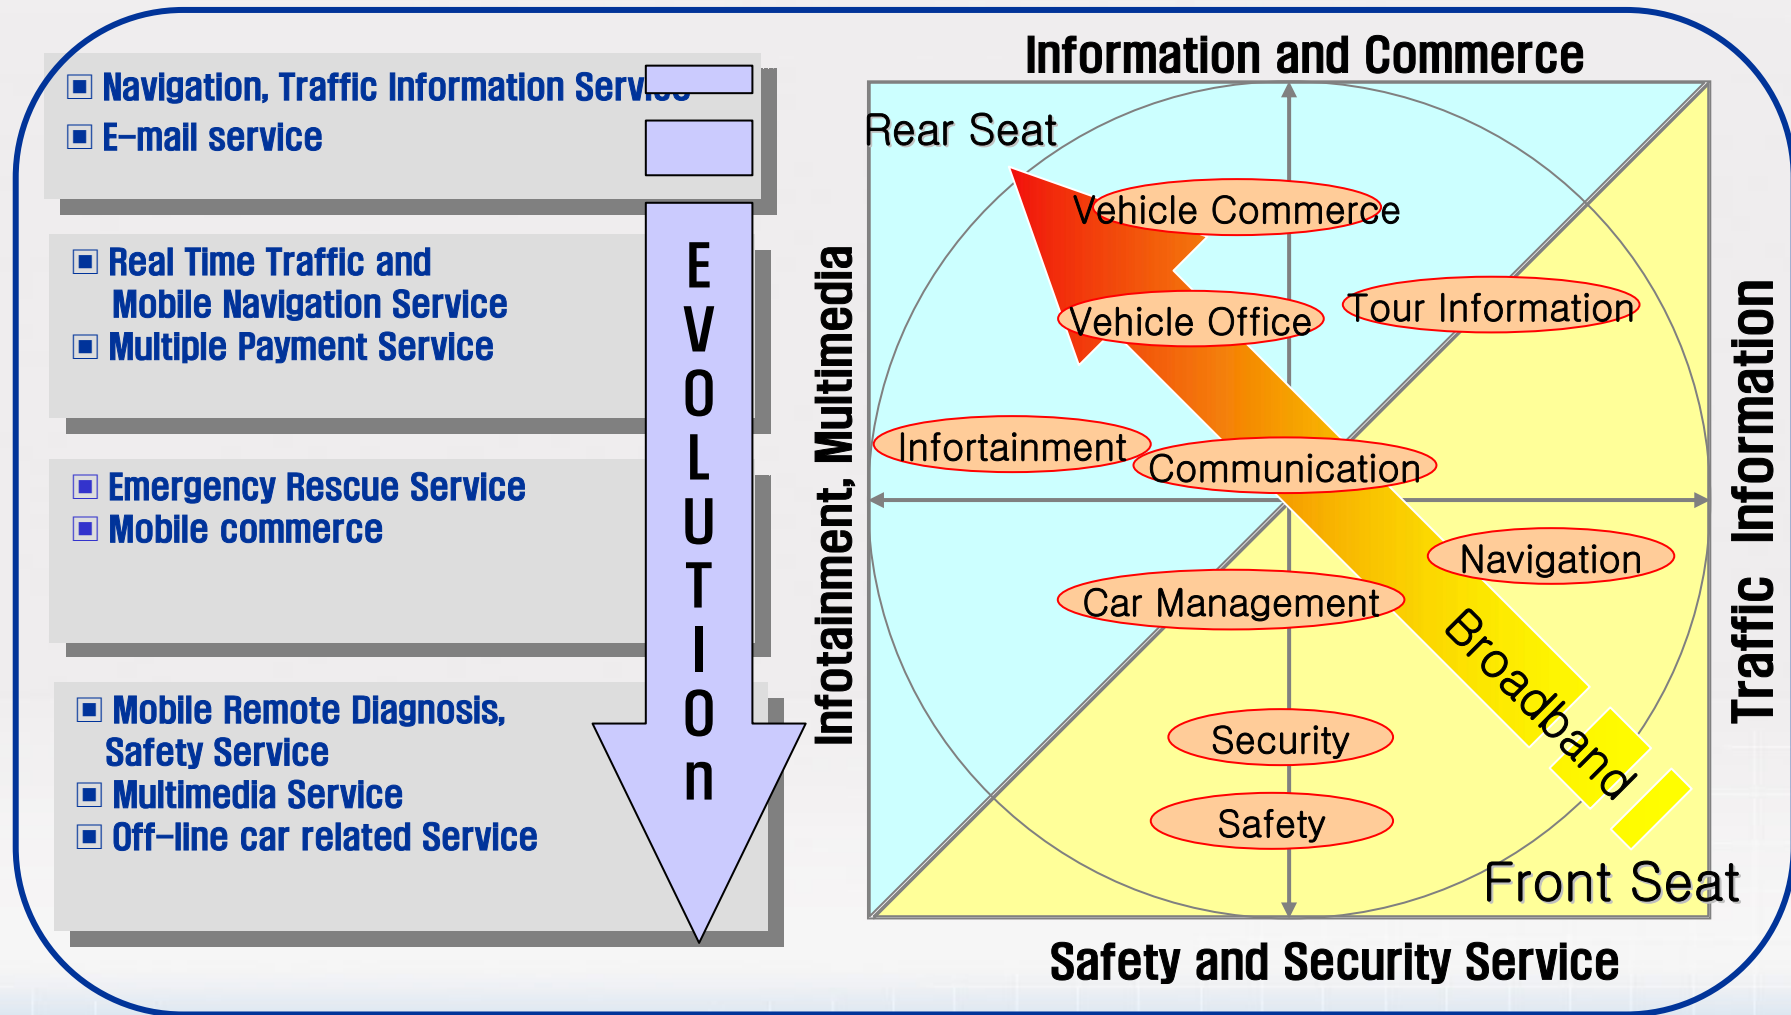 Navigation, Traffic Information Service
E-mail service
Real Time Traffic and
Mobile Navigation Service
Multiple Payment Service
Emergency Rescue Service
Mobile commerce
Mobile Remote Diagnosis,
Safety Service
Multimedia Service
Off-line car related Service
EVOLUTIOn
Information and Commerce
Infotainment, Multimedia
Traffic Information
Rear Seat
Vehicle Commerce
Vehicle Office
Tour Information
Infortainment
Communication
Navigation
Car Management
Broadband
Security
Safety
Front Seat
Safety and Security Service